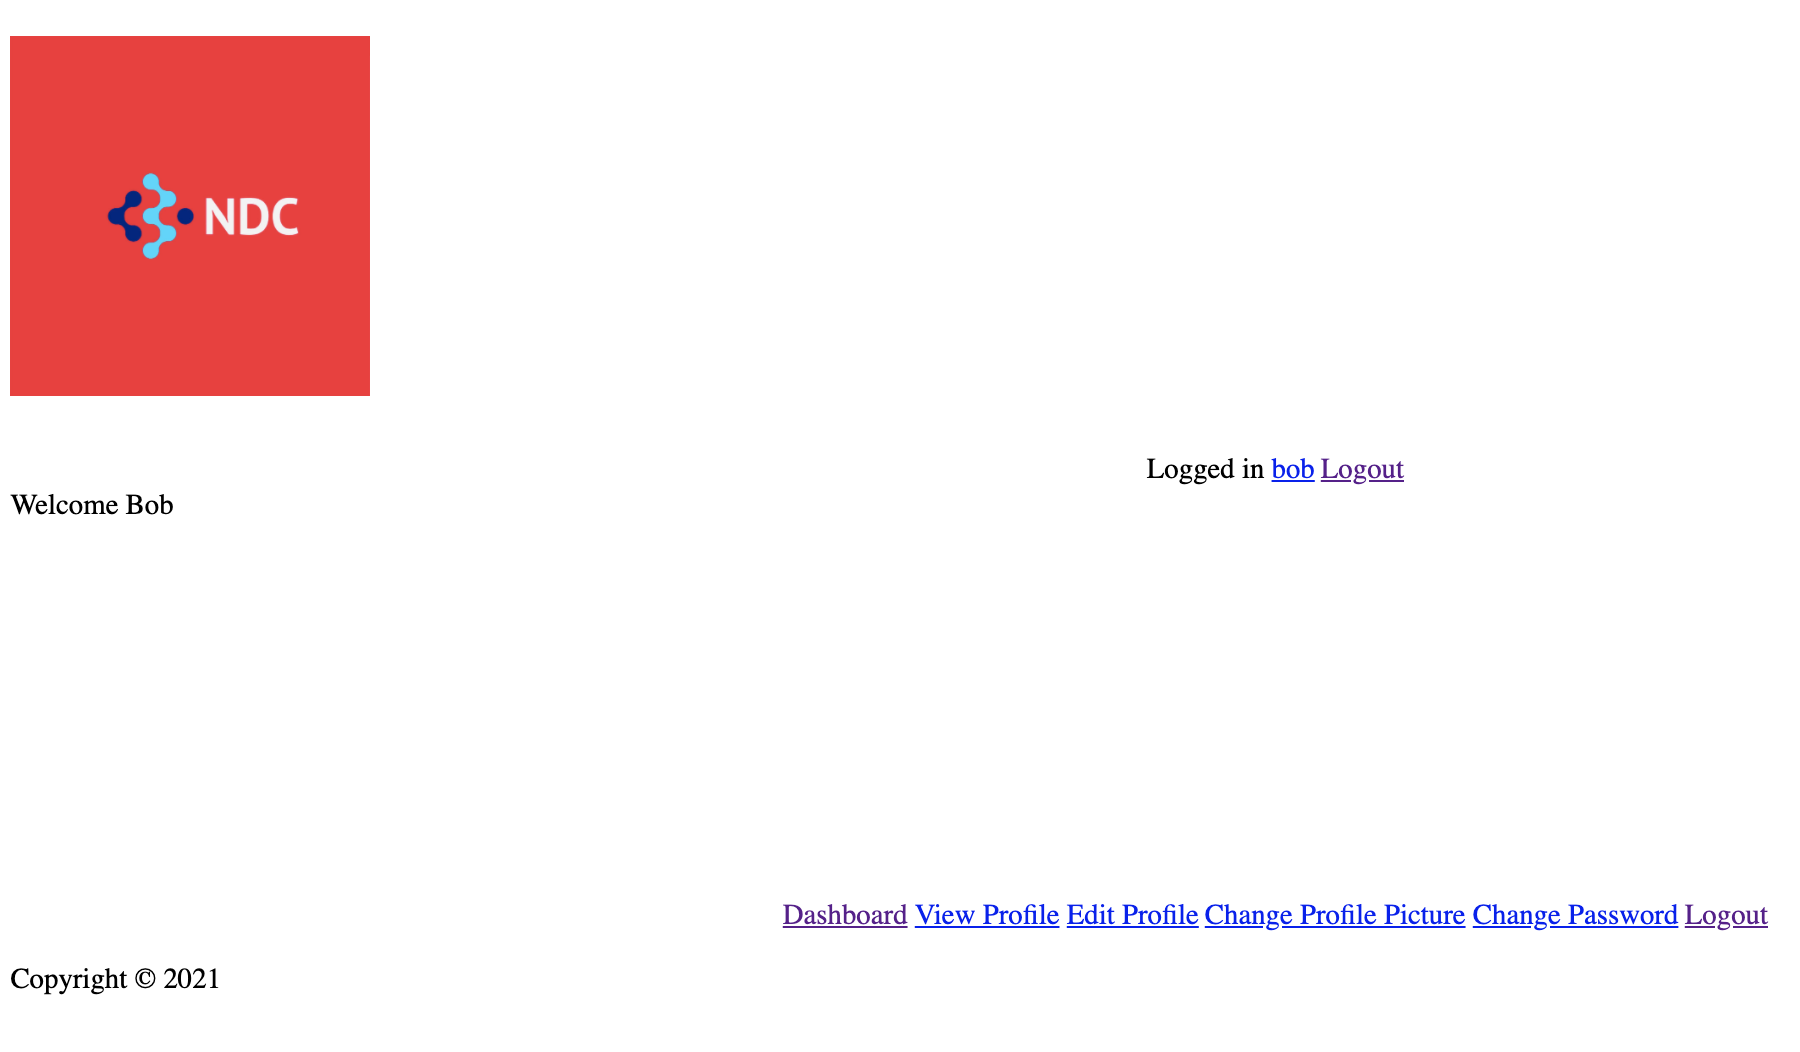 NDC
Logged in bob Logout
Welcome Bob
Dashboard View Profile Edit Profile Change Profile Picture Change Password Logout
Copyright © 2021